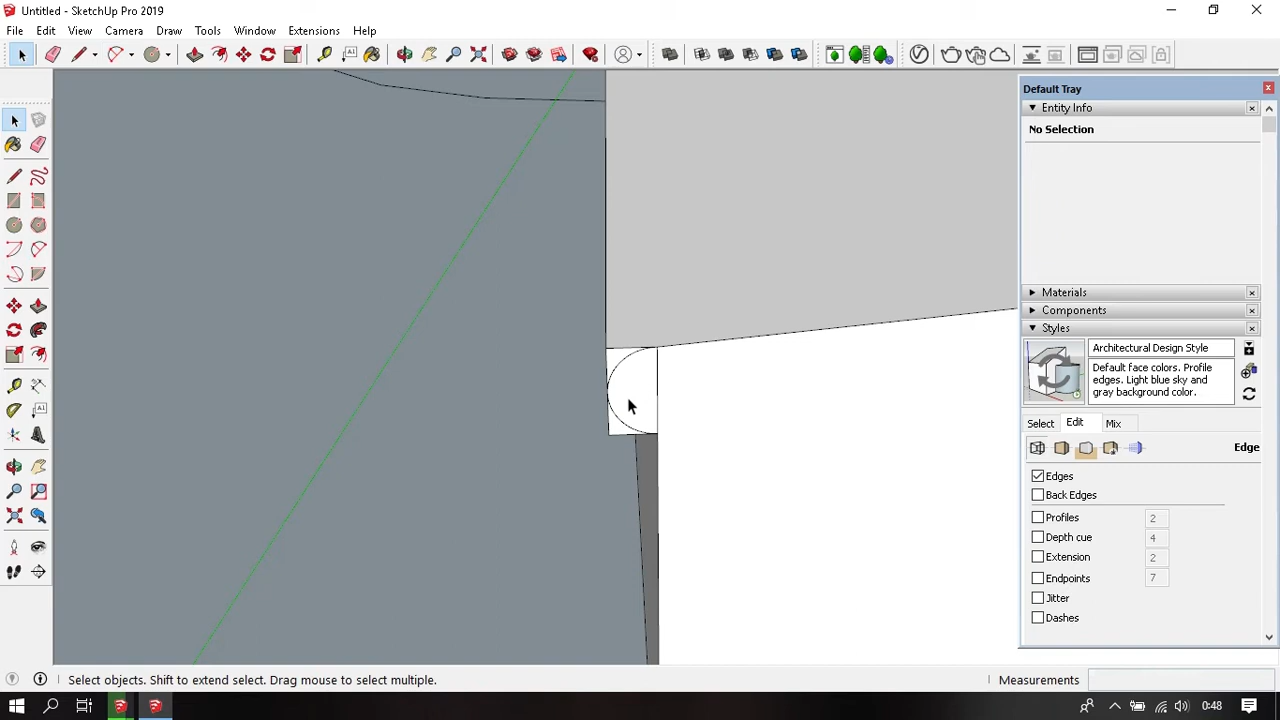 Untitled - SketchUp Pro 2019
File Edit View Camera Draw Tools Window Extensions Help
Default Tray
Entity Info
No Selection
Materials
Components
Styles
Architectural Design Style
Default face colors. Profile
edges. Light blue sky and
gray background color.
Select Edit Mix
Edge
Edges
Back Edges
Profiles 2
Depth cue 4
Extension 2
Endpoints 7
Jitter
Dashes
Select objects. Shift to extend select. Drag mouse to select multiple.
Measurements
0:48